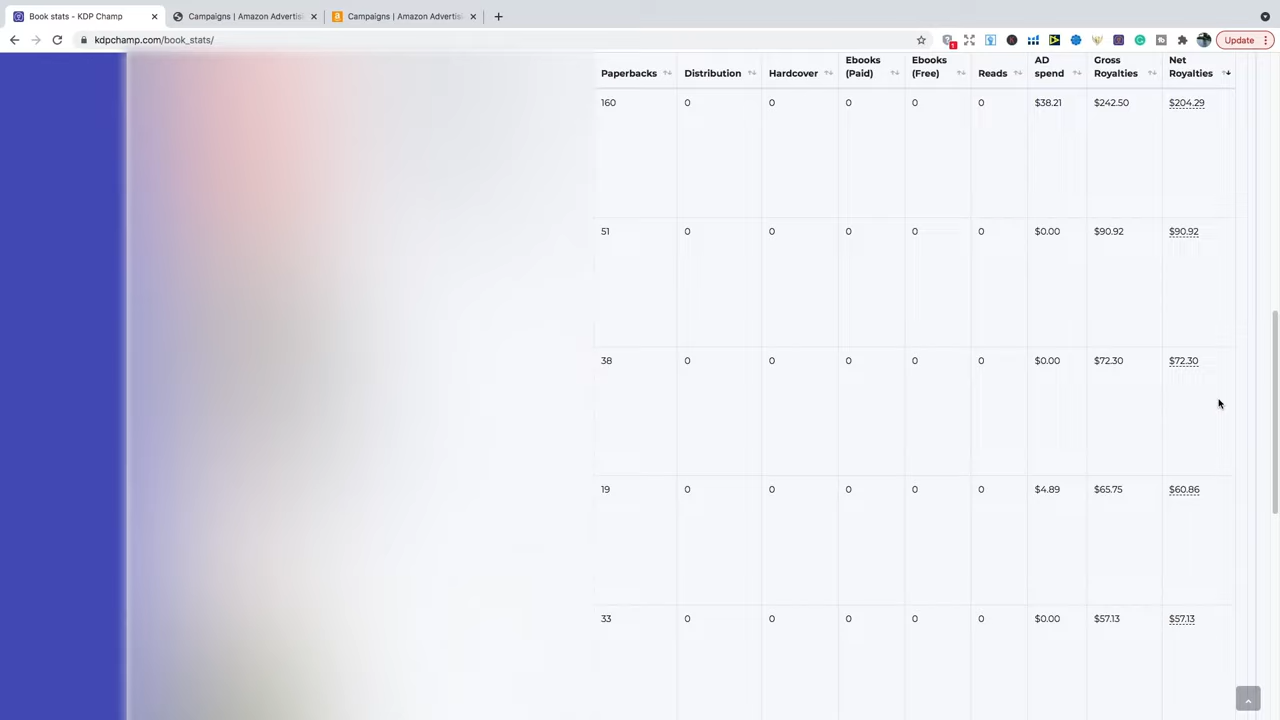 Book stats - KDP Champ
Campaigns | Amazon Advertisi
Campaigns | Amazon Advertisi
kdpchamp.com/book_stats/
1
Update
Paperbacks Distribution Hardcover Ebooks (Paid) Ebooks (Free) Reads AD spend Gross Royalties Net Royalties
160 0 0 0 0 0 $38.21 $242.50 $204.29
51 0 0 0 0 0 $0.00 $90.92 $90.92
38 0 0 0 0 0 $0.00 $72.30 $72.30
19 0 0 0 0 0 $4.89 $65.75 $60.86
33 0 0 0 0 0 $0.00 $57.13 $57.13